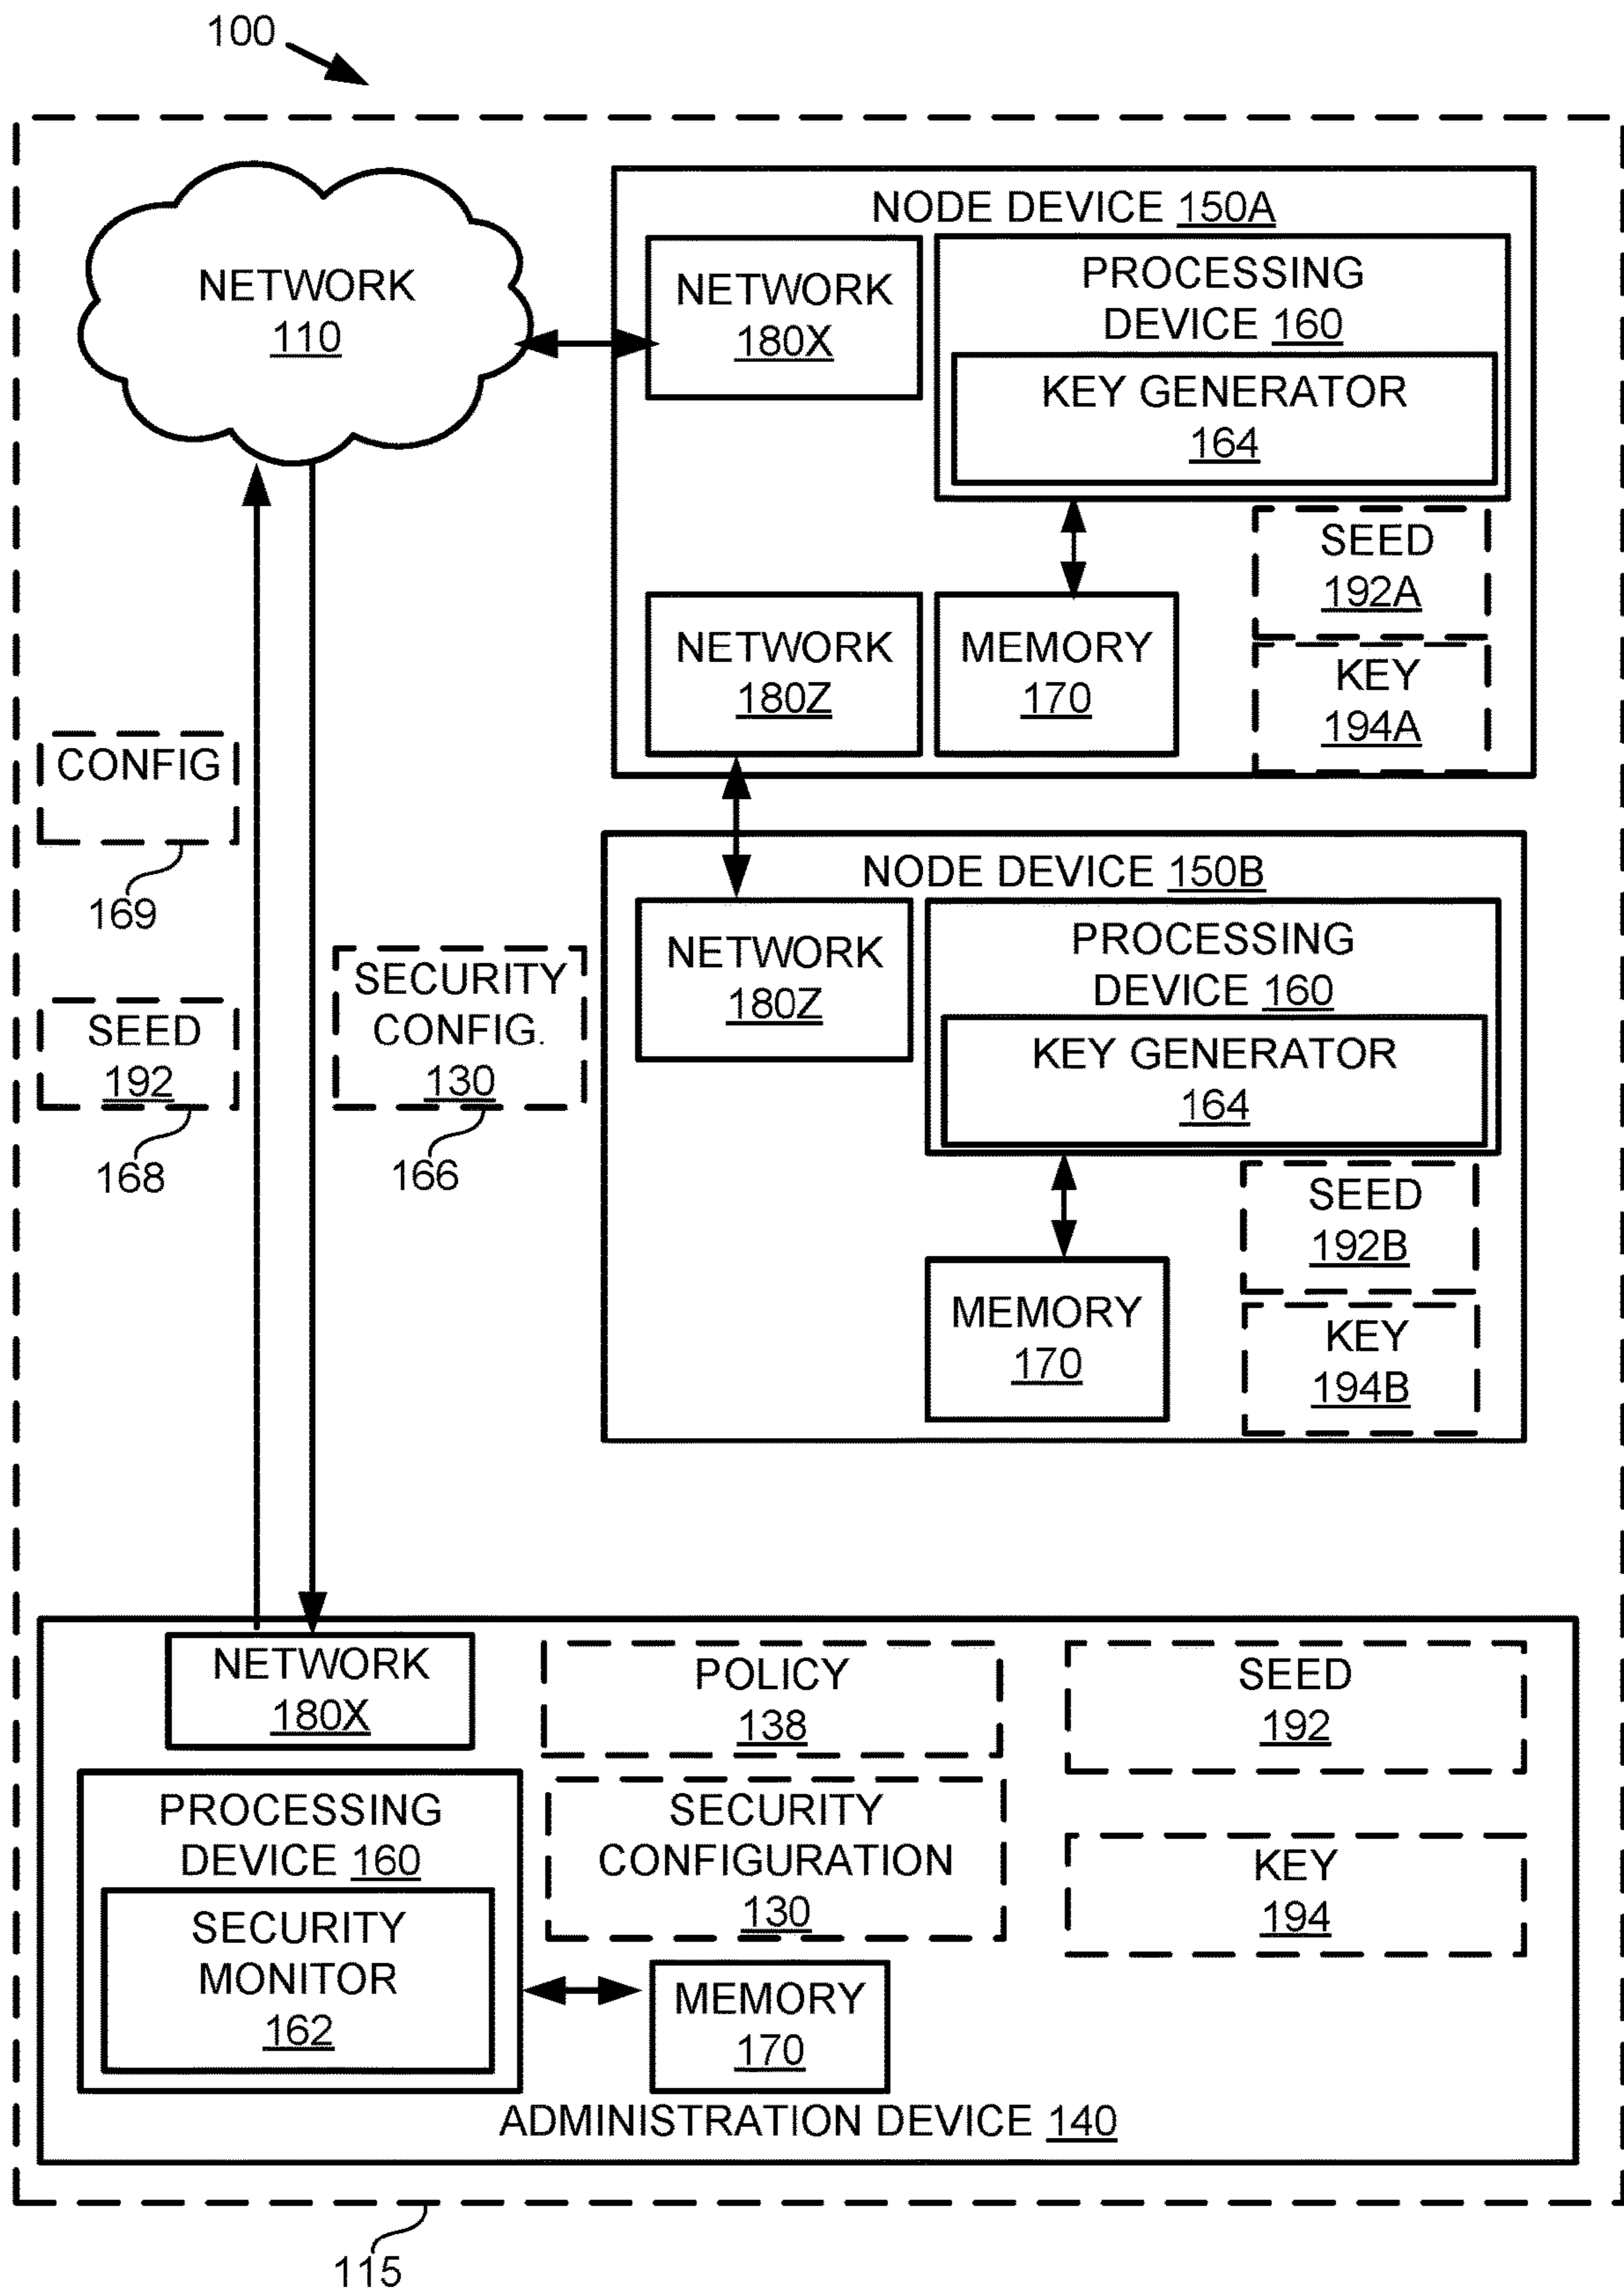 100
NETWORK
110
NODE DEVICE 150A
NETWORK
180X
PROCESSING
DEVICE 160
KEY GENERATOR
164
SEED
192A
NETWORK
180Z
MEMORY
170
KEY
194A
CONFIG
169
NODE DEVICE 150B
NETWORK
180Z
PROCESSING
DEVICE 160
KEY GENERATOR
164
SECURITY
CONFIG.
130
166
SEED
192
168
SEED
192B
MEMORY
170
KEY
194B
NETWORK
180X
POLICY
138
SEED
192
PROCESSING
DEVICE 160
SECURITY
MONITOR
162
SECURITY
CONFIGURATION
130
KEY
194
MEMORY
170
ADMINISTRATION DEVICE 140
115